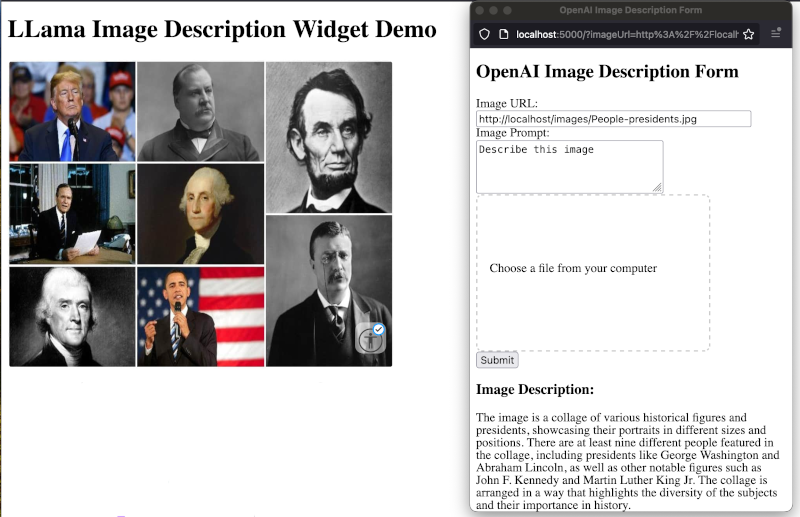 LLama Image Description Widget Demo
OpenAI Image Description Form
localhost:5000/?imageUrl=http%3A%2F%2Flocalh
OpenAI Image Description Form
Image URL:
http://localhost/images/People-presidents.jpg
Image Prompt:
Describe this image
Choose a file from your computer
Submit
Image Description:
The image is a collage of various historical figures and
presidents, showcasing their portraits in different sizes and
positions. There are at least nine different people featured in
the collage, including presidents like George Washington and
Abraham Lincoln, as well as other notable figures such as
John F. Kennedy and Martin Luther King Jr. The collage is
arranged in a way that highlights the diversity of the subjects
and their importance in history.